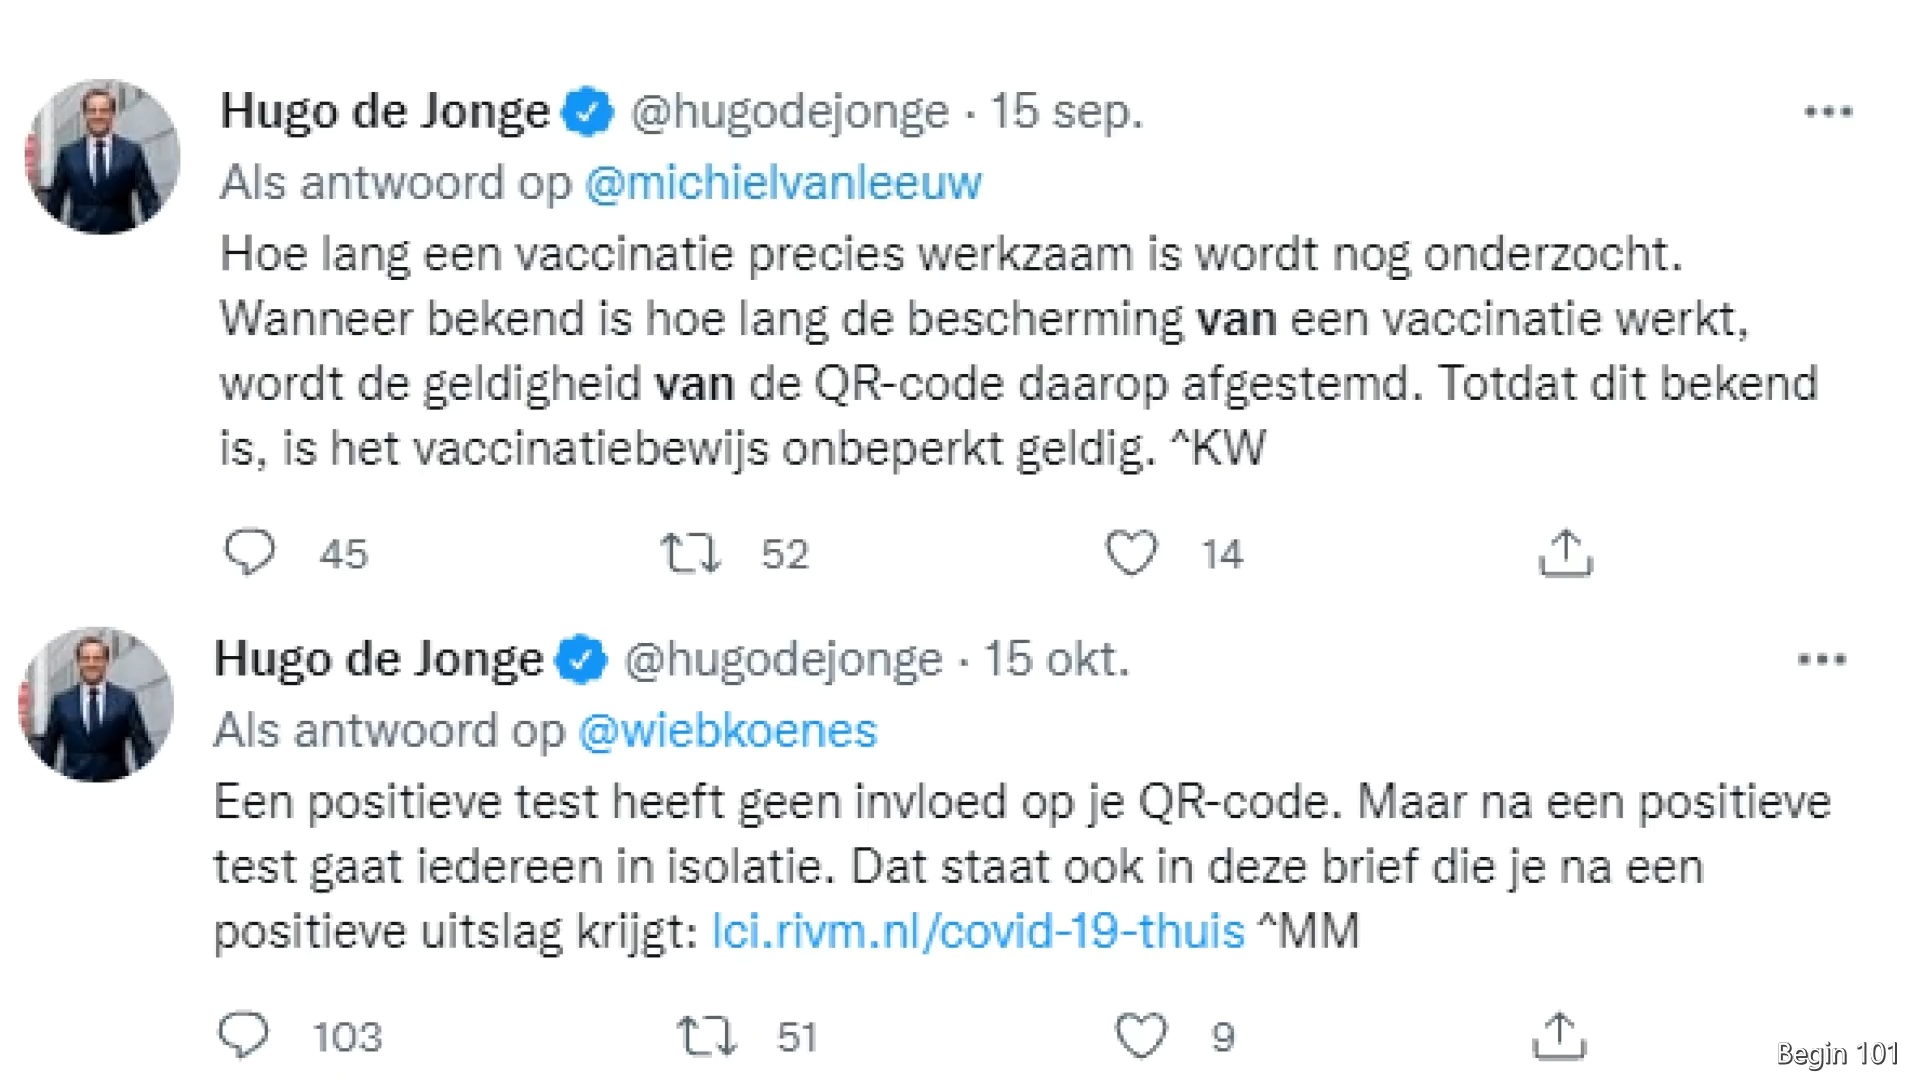 Hugo de Jonge @hugodejonge · 15 sep.
Als antwoord op @michielvanleeuw
Hoe lang een vaccinatie precies werkzaam is wordt nog onderzocht.
Wanneer bekend is hoe lang de bescherming van een vaccinatie werkt,
wordt de geldigheid van de QR-code daarop afgestemd. Totdat dit bekend
is, is het vaccinatiebewijs onbeperkt geldig. ^KW
45 52 14
Hugo de Jonge @hugodejonge · 15 okt.
Als antwoord op @wiebkoenes
Een positieve test heeft geen invloed op je QR-code. Maar na een positieve
test gaat iedereen in isolatie. Dat staat ook in deze brief die je na een
positieve uitslag krijgt: lci.rivm.nl/covid-19-thuis ^MM
103 51 9
Begin 101